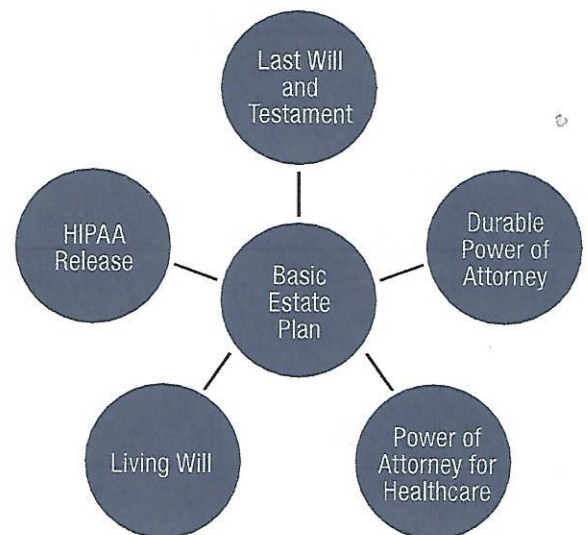 Last Will
and
Testament
HIPAA
Release
Durable
Power of
Attorney
Basic
Estate
Plan
Living Will
Power of
Attorney for
Healthcare